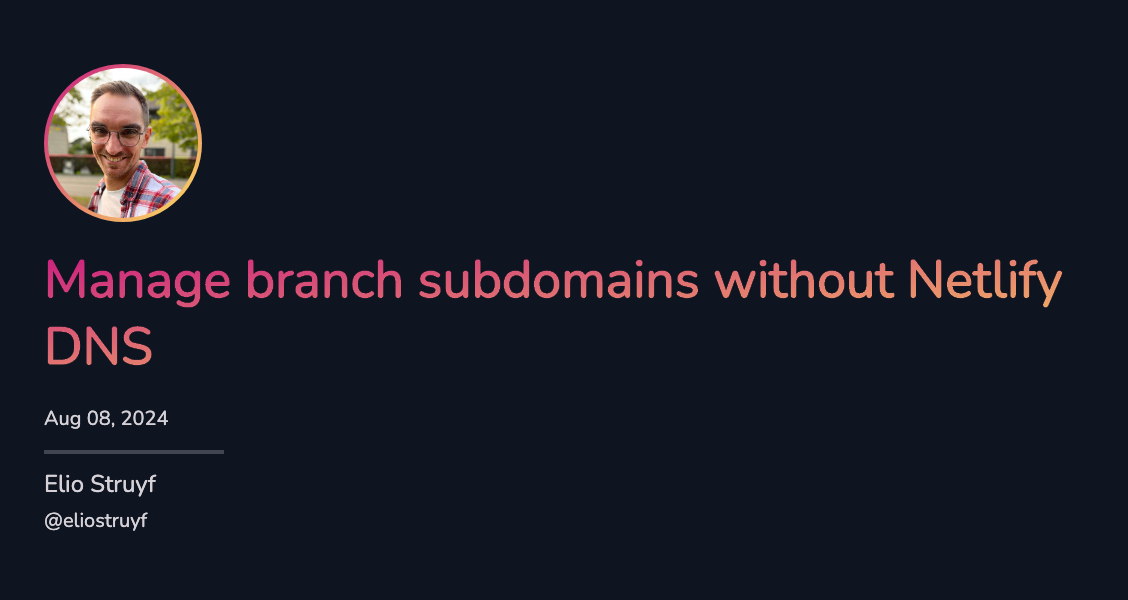 Manage branch subdomains without Netlify
DNS
Aug 08, 2024
Elio Struyf
@eliostruyf